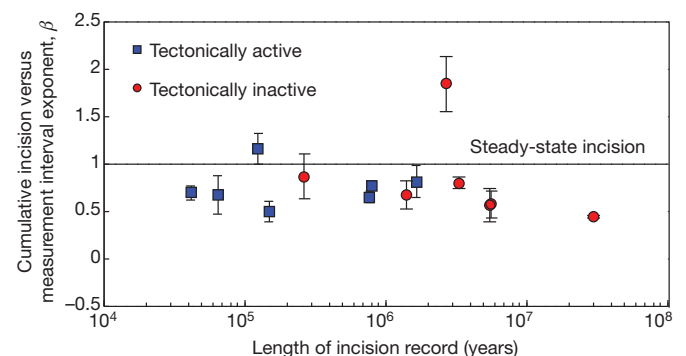 Cumulative incision versus
measurement interval exponent, β
2.5
2
1.5
1
0.5
0
–0.5
Tectonically active
Tectonically inactive
Steady-state incision
10⁴
10⁵
10⁶
10⁷
10⁸
Length of incision record (years)